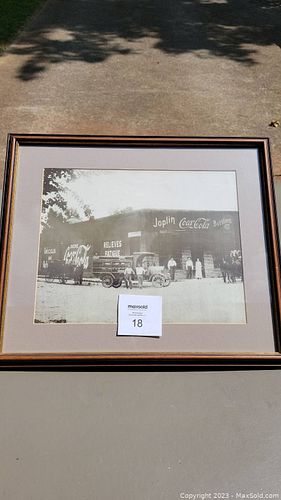 Joplin Coca-Cola Bottling
RELIEVES
FATIGUE
Coca-Cola
maxsold
18
Copyright 2023 - MaxSold.com